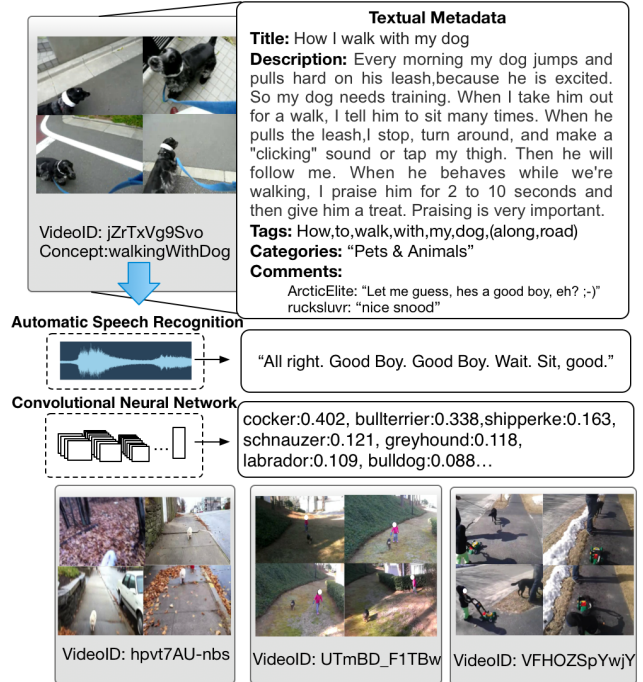 Textual Metadata
Title: How I walk with my dog
Description: Every morning my dog jumps and
pulls hard on his leash,because he is excited.
So my dog needs training. When I take him out
for a walk, I tell him to sit many times. When he
pulls the leash,I stop, turn around, and make a
"clicking" sound or tap my thigh. Then he will
follow me. When he behaves while we're
walking, I praise him for 2 to 10 seconds and
then give him a treat. Praising is very important.
Tags: How,to,walk,with,my,dog,(along,road)
Categories: “Pets & Animals”
Comments:
ArcticElite: “Let me guess, hes a good boy, eh? ;-)”
rucksluvr: “nice snood”
VideoID: jZrTxVg9Svo
Concept:walkingWithDog
Automatic Speech Recognition
“All right. Good Boy. Good Boy. Wait. Sit, good.”
Convolutional Neural Network
...
cocker:0.402, bullterrier:0.338,shipperke:0.163,
schnauzer:0.121, greyhound:0.118,
labrador:0.109, bulldog:0.088…
VideoID: hpvt7AU-nbs
VideoID: UTmBD_F1TBw
VideoID: VFHOZSpYwjY